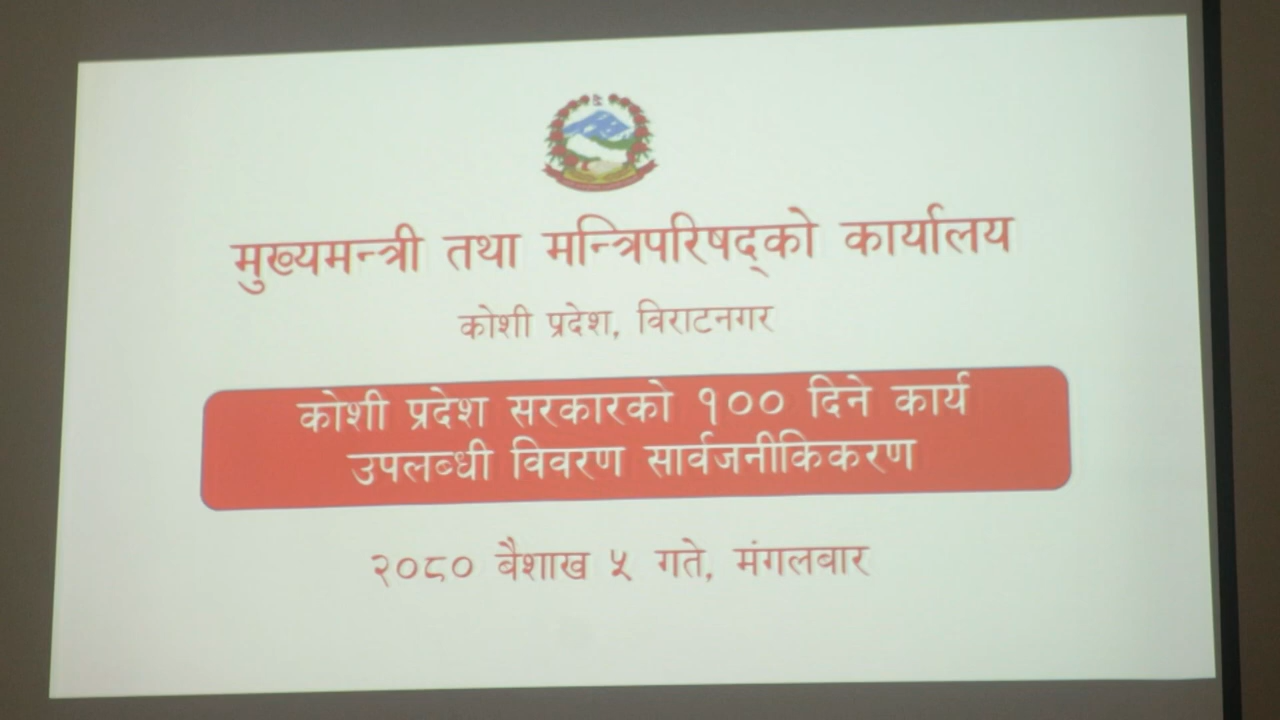 मुख्यमन्त्री तथा मन्त्रिपरिषद्को कार्यालय
कोशी प्रदेश, विराटनगर
कोशी प्रदेश सरकारको १०० दिने कार्य
उपलब्धी विवरण सार्वजनीकिकरण
२०८० बैशाख ५ गते, मंगलबार